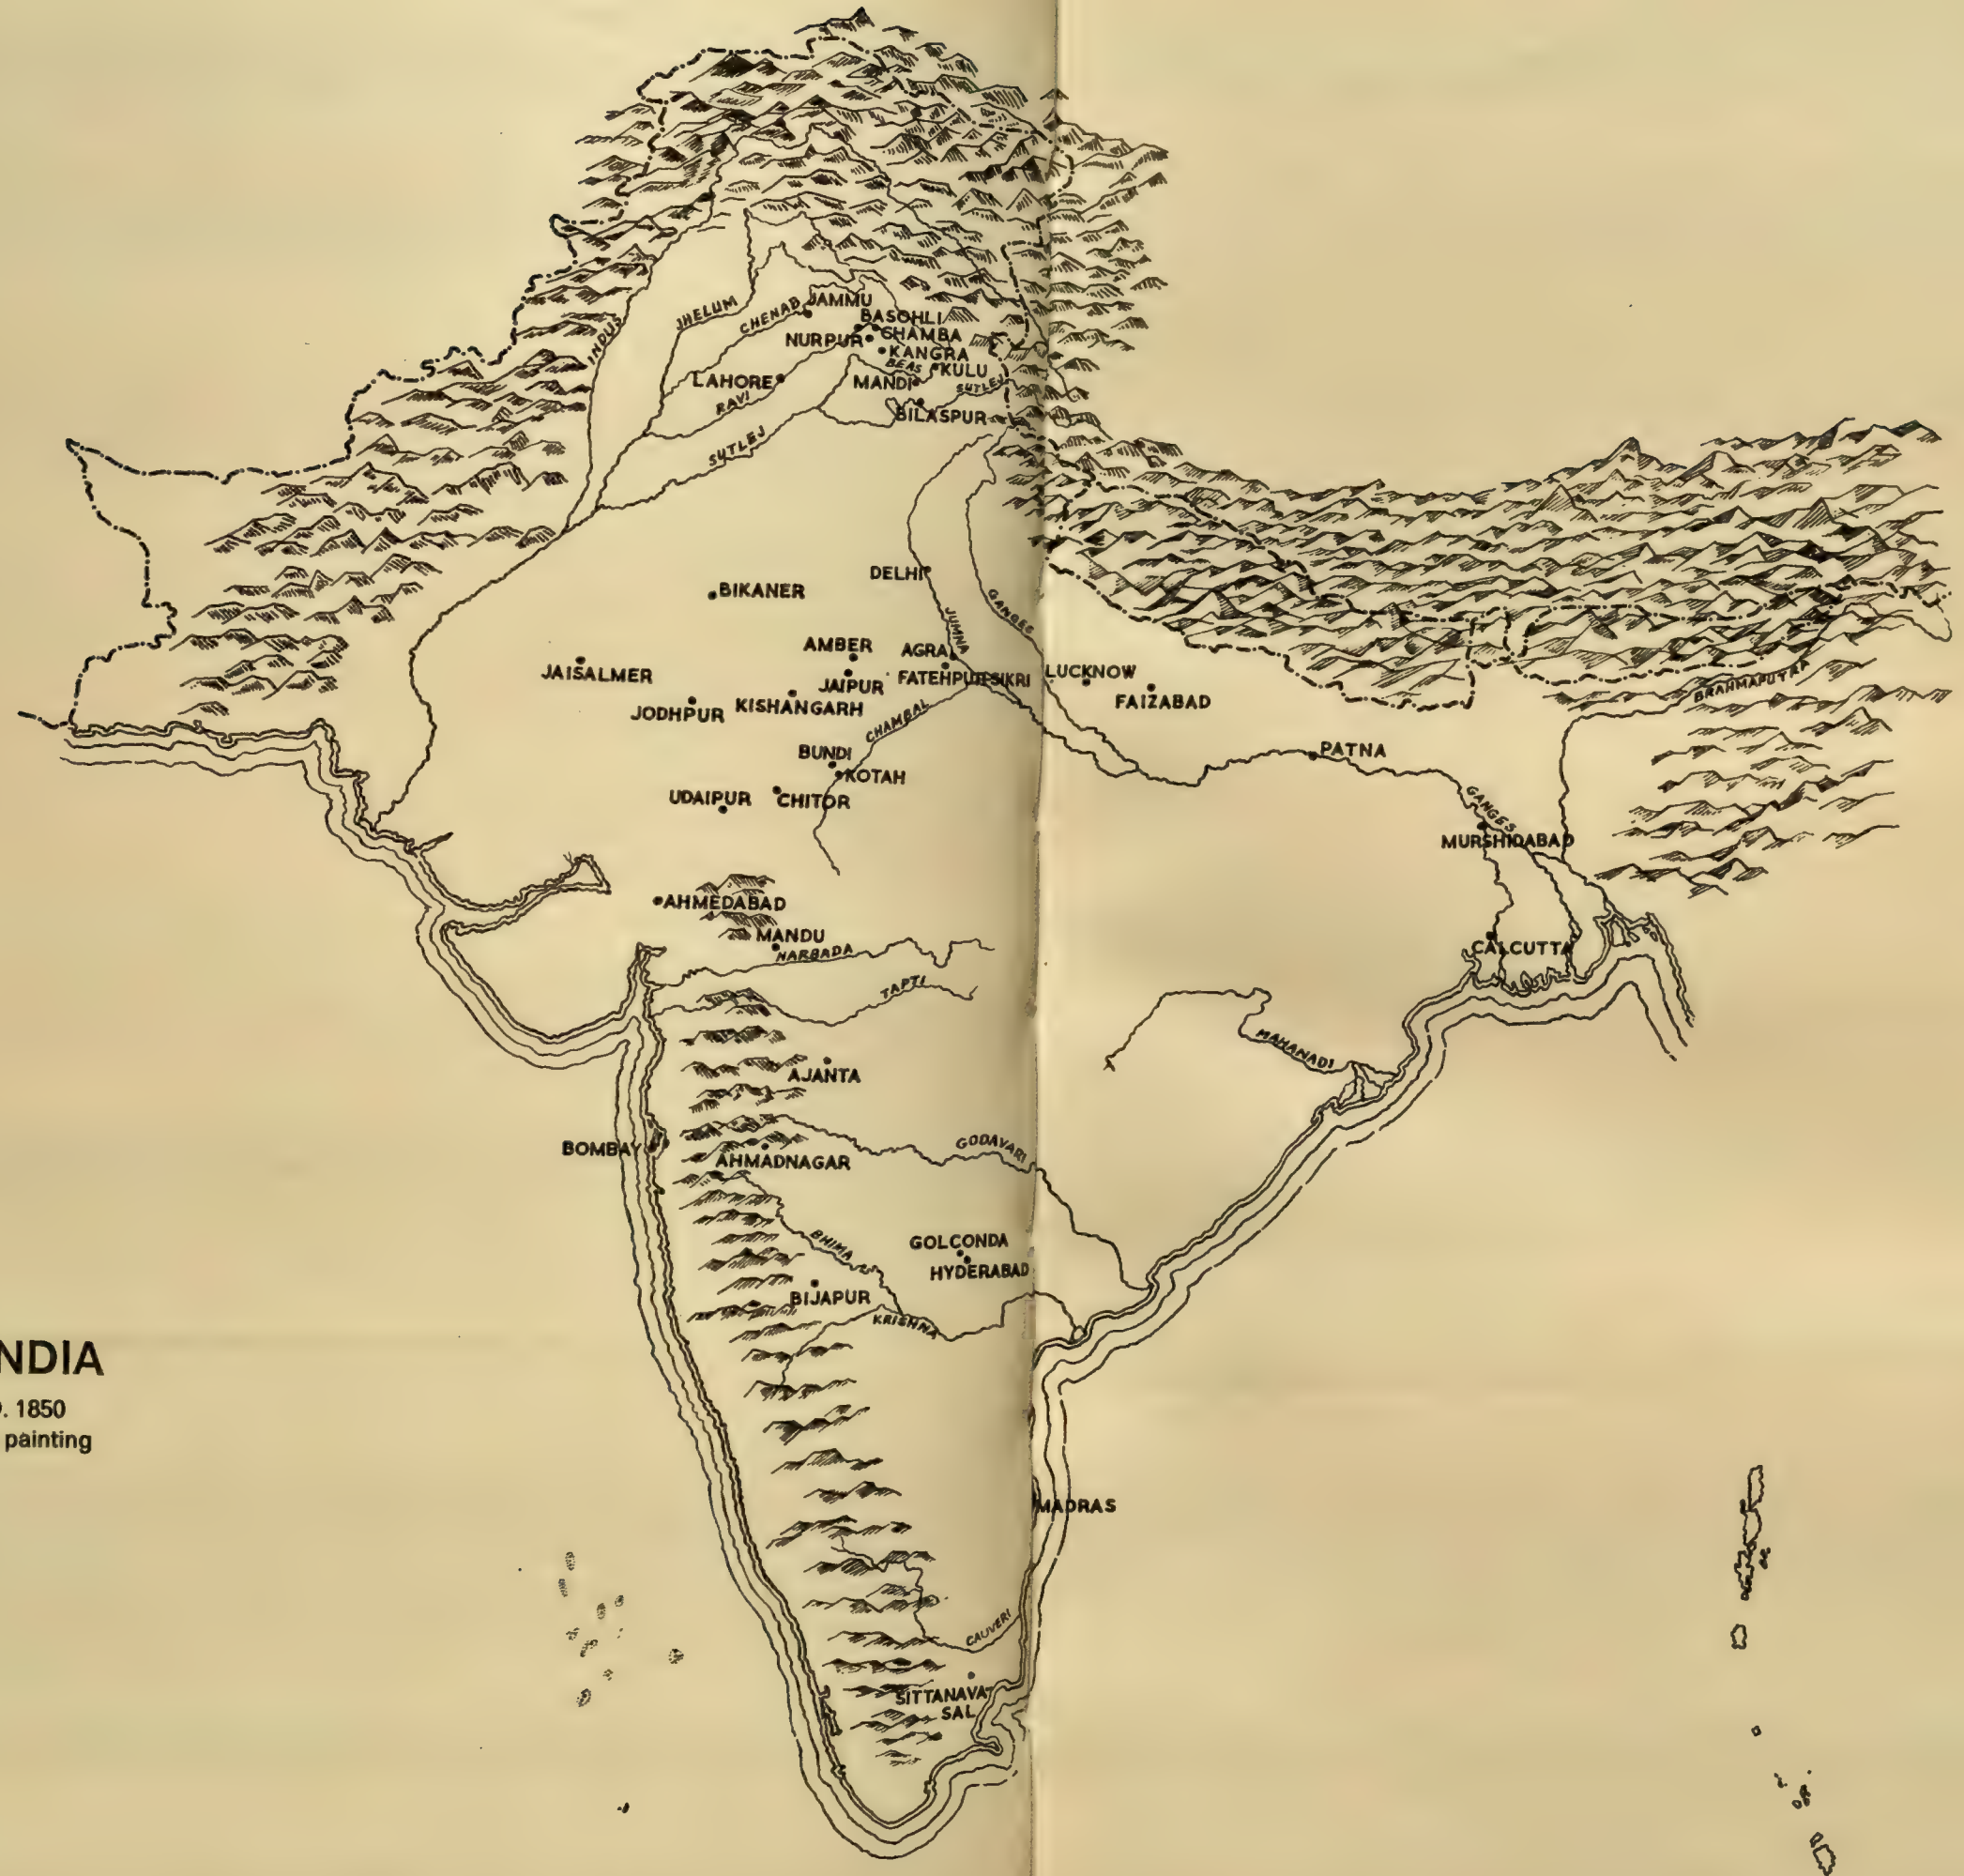 JHELUM
CHENAB
JAMMU
BASOHLI
CHAMBA
NURPUR
KANGRA
INDUS
BEAS
KULU
LAHORE
MANDI
SUTLEJ
RAVI
BILASPUR
SUTLEJ
DELHI
BIKANER
GANGES
JUMNA
AMBER
AGRA
JAISALMER
LUCKNOW
FATEHPUR SIKRI
JAIPUR
BRAHMAPUTRA
FAIZABAD
KISHANGARH
JODHPUR
CHAMBAL
BUNDI
PATNA
KOTAH
UDAIPUR
CHITOR
GANGES
MURSHIDABAD
AHMEDABAD
MANDU
NARBADA
CALCUTTA
TAPTI
MAHANADI
AJANTA
BOMBAY
GODAVARI
AHMADNAGAR
BHIMA
GOLCONDA
HYDERABAD
BIJAPUR
KRISHNA
NDIA
. 1850
painting
MADRAS
CAUVERI
SITTANAVA
SAL